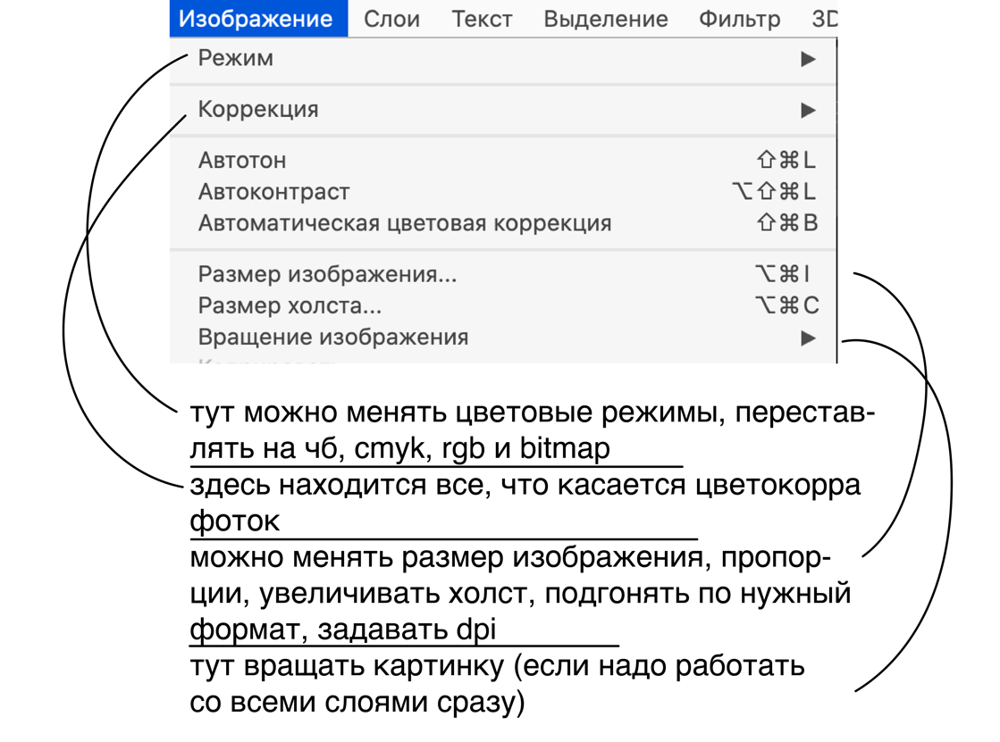 Изображение Слои Текст Выделение Фильтр 3D
Режим ▶
Коррекция ▶
Автотон ⇧⌘L
Автоконтраст ⌥⇧⌘L
Автоматическая цветовая коррекция ⇧⌘B
Размер изображения... ⌥⌘I
Размер холста... ⌥⌘C
Вращение изображения ▶
тут можно менять цветовые режимы, перестав-
лять на чб, cmyk, rgb и bitmap
здесь находится все, что касается цветокорра
фоток
можно менять размер изображения, пропор-
ции, увеличивать холст, подгонять по нужный
формат, задавать dpi
тут вращать картинку (если надо работать
со всеми слоями сразу)